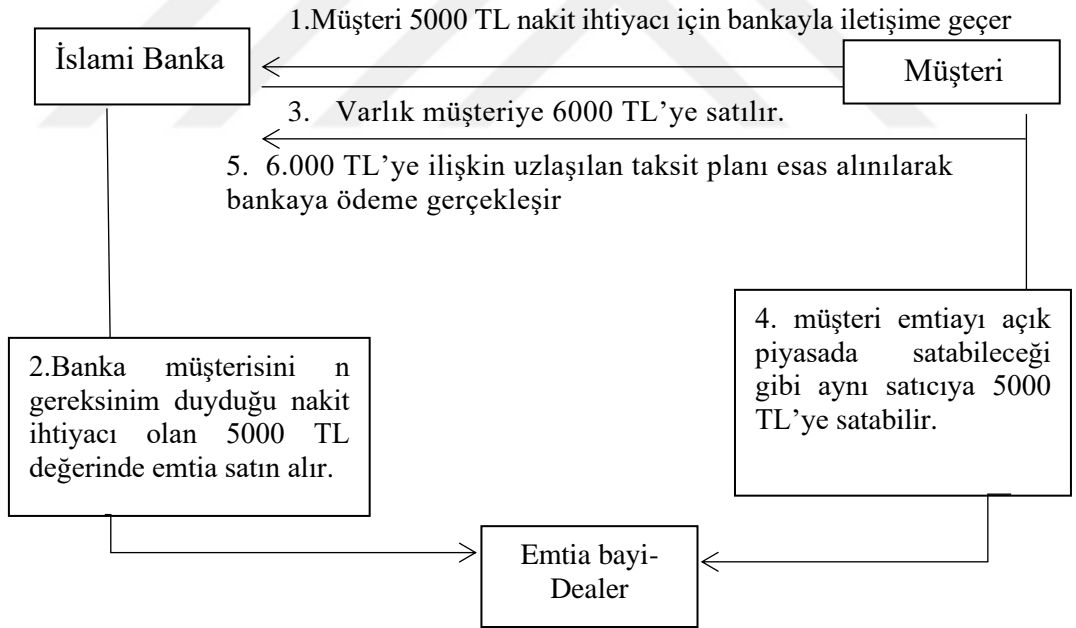 1.Müşteri 5000 TL nakit ihtiyacı için bankayla iletişime geçer
İslami Banka
Müşteri
3. Varlık müşteriye 6000 TL’ye satılır.
5. 6.000 TL’ye ilişkin uzlaşılan taksit planı esas alınılarak
bankaya ödeme gerçekleşir
4. müşteri emtiayı açık
piyasada satabileceği
gibi aynı satıcıya 5000
TL’ye satabilir.
2.Banka müşterisini n
gereksinim duyduğu nakit
ihtiyacı olan 5000 TL
değerinde emtia satın alır.
Emtia bayi-
Dealer